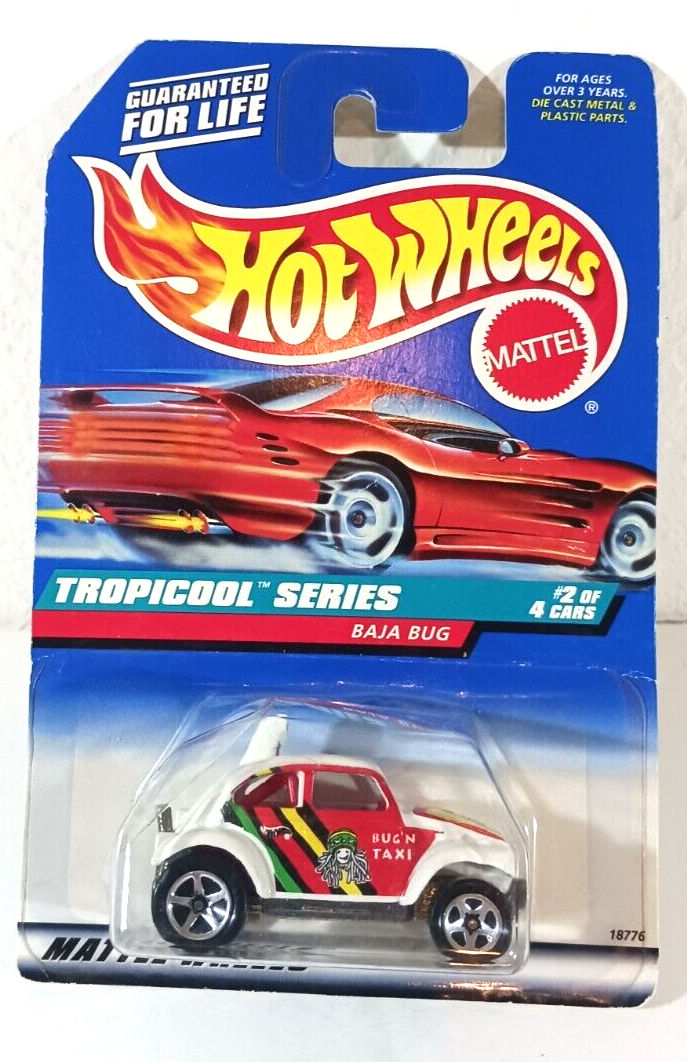 GUARANTEED
FOR LIFE
FOR AGES
OVER 3 YEARS.
DIE CAST METAL &
PLASTIC PARTS.
HOT WHEELS
MATTEL
®
TROPICOOL™ SERIES
#2 OF
4 CARS
BAJA BUG
BUG'N
TAXI
18776